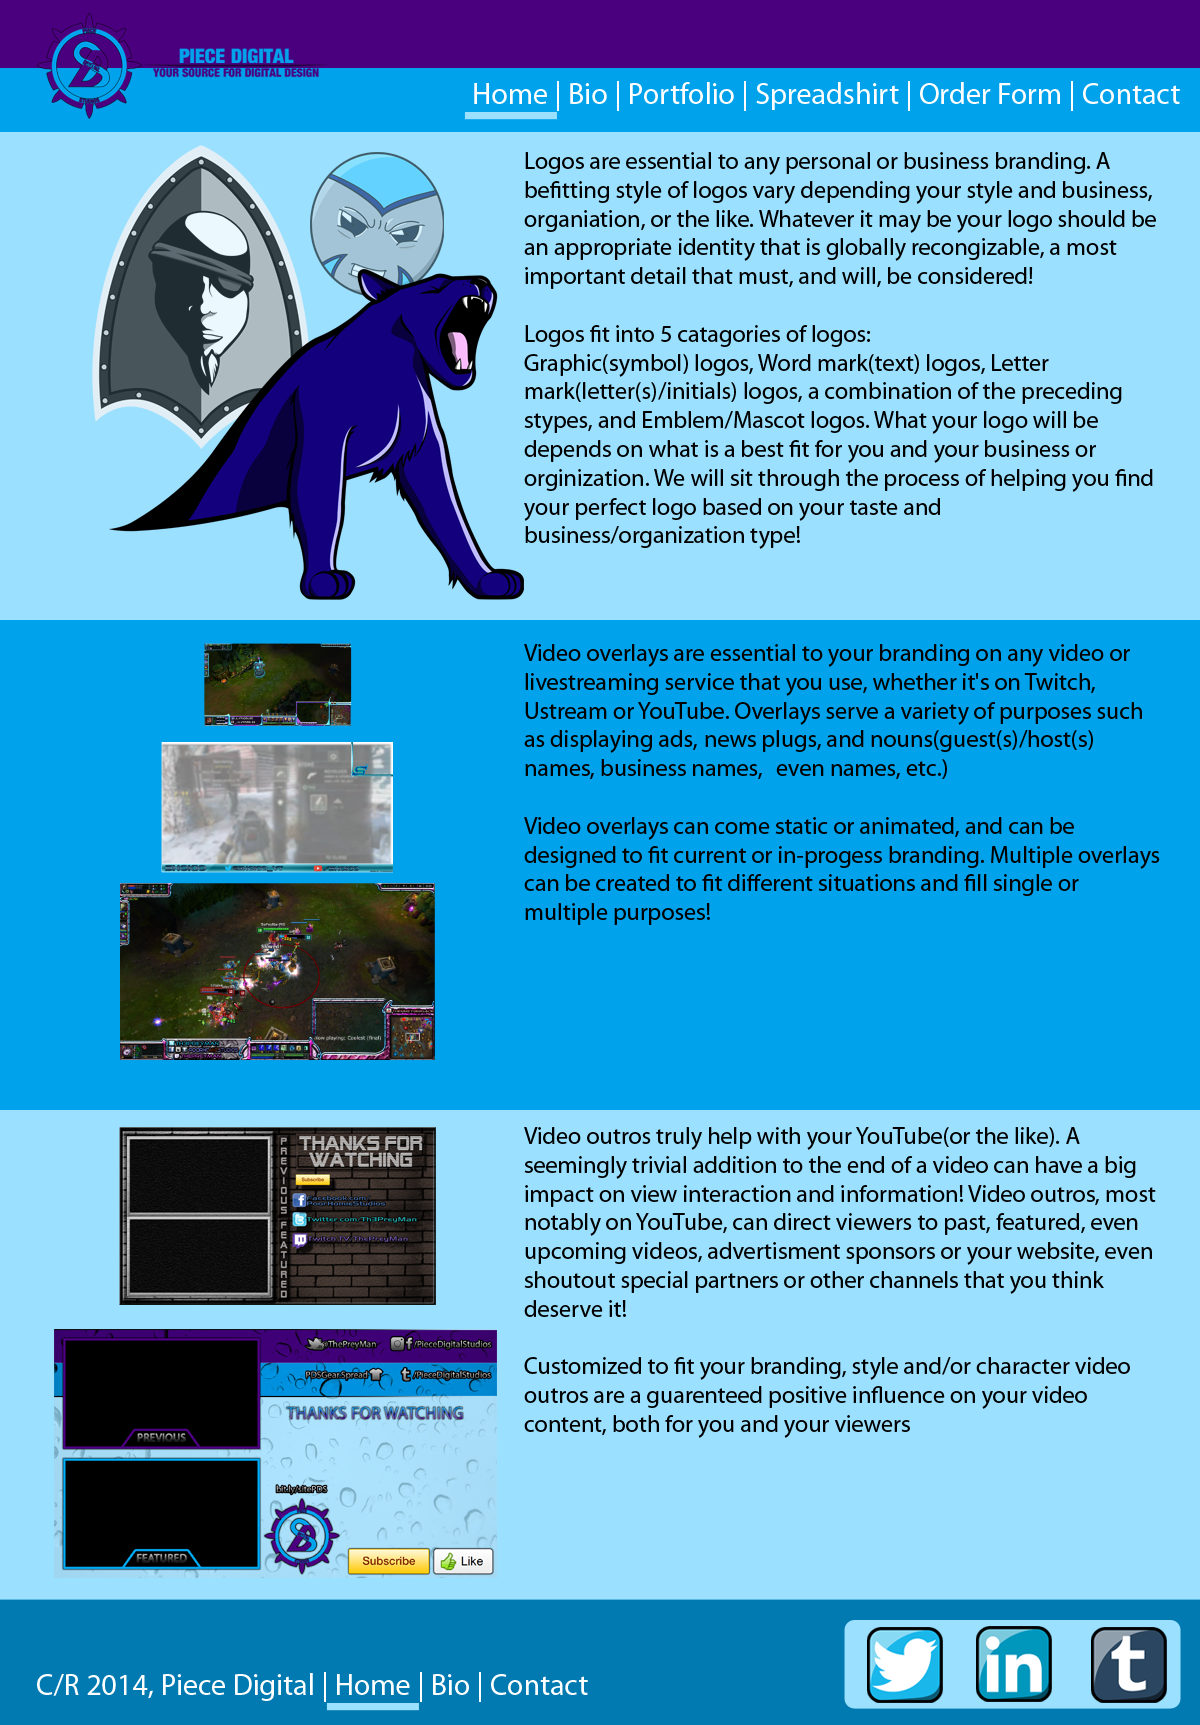 PIECE DIGITAL
YOUR SOURCE FOR DIGITAL DESIGN
Home | Bio | Portfolio | Spreadshirt | Order Form | Contact
Logos are essential to any personal or business branding. A
befitting style of logos vary depending your style and business,
organiation, or the like. Whatever it may be your logo should be
an appropriate identity that is globally recongizable, a most
important detail that must, and will, be considered!
Logos fit into 5 catagories of logos:
Graphic(symbol) logos, Word mark(text) logos, Letter
mark(letter(s)/initials) logos, a combination of the preceding
stypes, and Emblem/Mascot logos. What your logo will be
depends on what is a best fit for you and your business or
orginization. We will sit through the process of helping you find
your perfect logo based on your taste and
business/organization type!
Video overlays are essential to your branding on any video or
livestreaming service that you use, whether it's on Twitch,
Ustream or YouTube. Overlays serve a variety of purposes such
as displaying ads, news plugs, and nouns(guest(s)/host(s)
names, business names, even names, etc.)
Video overlays can come static or animated, and can be
designed to fit current or in-progess branding. Multiple overlays
can be created to fit different situations and fill single or
multiple purposes!
Now playing: Coolest (final)
Video outros truly help with your YouTube(or the like). A
seemingly trivial addition to the end of a video can have a big
impact on view interaction and information! Video outros, most
notably on YouTube, can direct viewers to past, featured, even
upcoming videos, advertisment sponsors or your website, even
shoutout special partners or other channels that you think
deserve it!
Customized to fit your branding, style and/or character video
outros are a guarenteed positive influence on your video
content, both for you and your viewers
PREVIOUS FEATURED
THANKS FOR
WATCHING
Subscribe
Facebook.com/
PoorHomieStudios
Twitter.com/Th3PreyMan
Twitch.TV/ThePreyMan
@ThePreyMan
/PieceDigitalStudios
PDSGearSpread
/PieceDigitalStudios
THANKS FOR WATCHING
PREVIOUS
bit.ly/sitePDS
FEATURED
Subscribe
Like
C/R 2014, Piece Digital | Home | Bio | Contact
in
t